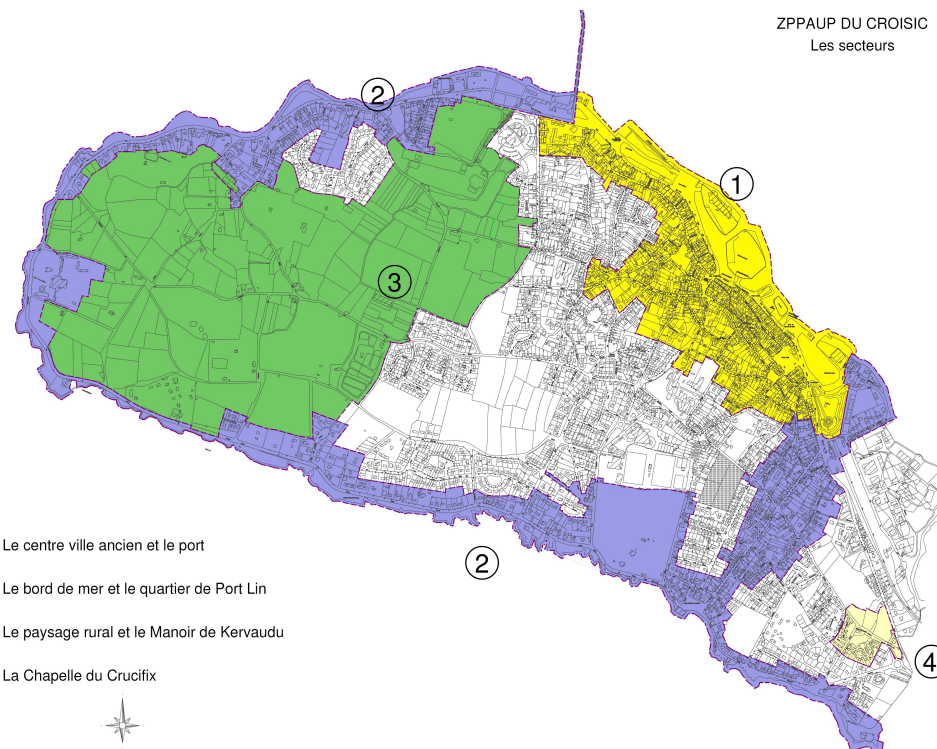 ZPPAUP DU CROISIC
Les secteurs
2
1
3
2
4
Le centre ville ancien et le port
Le bord de mer et le quartier de Port Lin
Le paysage rural et le Manoir de Kervaudu
La Chapelle du Crucifix